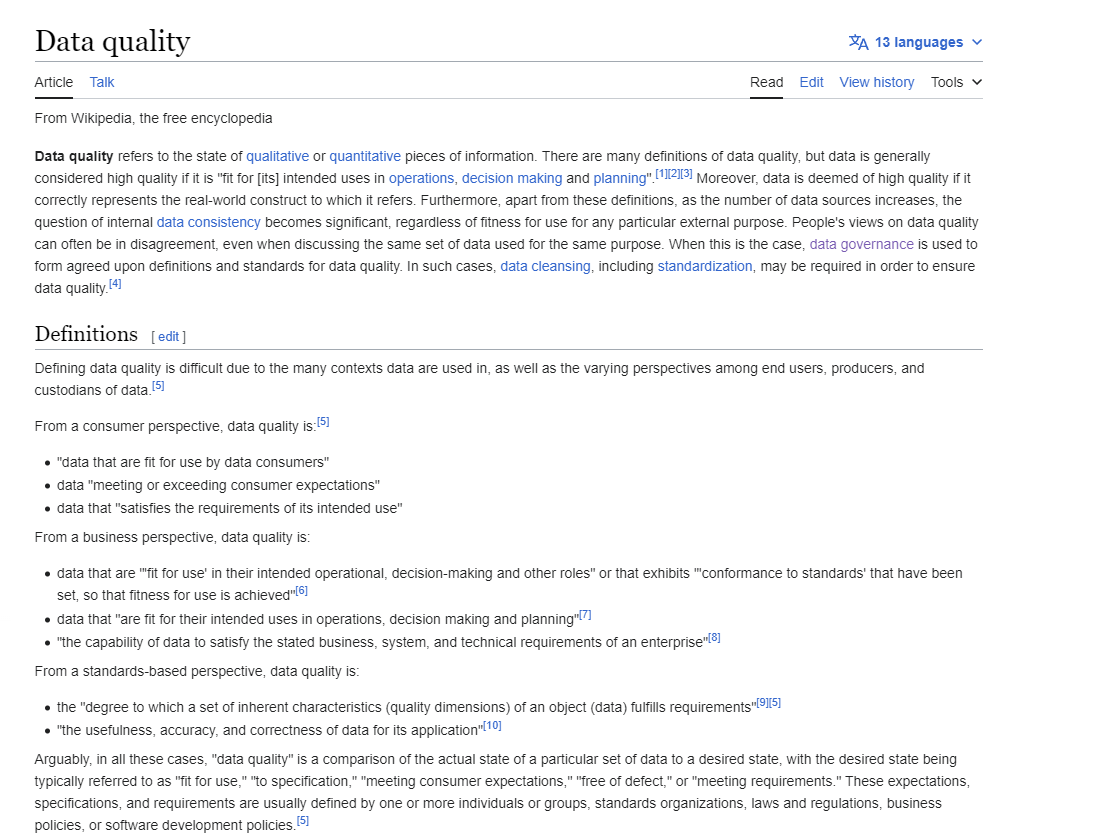 Data quality
文A 13 languages
Article Talk
Read Edit View history Tools
From Wikipedia, the free encyclopedia
Data quality refers to the state of qualitative or quantitative pieces of information. There are many definitions of data quality, but data is generally
considered high quality if it is "fit for [its] intended uses in operations, decision making and planning".[1][2][3] Moreover, data is deemed of high quality if it
correctly represents the real-world construct to which it refers. Furthermore, apart from these definitions, as the number of data sources increases, the
question of internal data consistency becomes significant, regardless of fitness for use for any particular external purpose. People's views on data quality
can often be in disagreement, even when discussing the same set of data used for the same purpose. When this is the case, data governance is used to
form agreed upon definitions and standards for data quality. In such cases, data cleansing, including standardization, may be required in order to ensure
data quality.[4]
Definitions [ edit ]
Defining data quality is difficult due to the many contexts data are used in, as well as the varying perspectives among end users, producers, and
custodians of data.[5]
From a consumer perspective, data quality is:[5]
• "data that are fit for use by data consumers"
• data "meeting or exceeding consumer expectations"
• data that "satisfies the requirements of its intended use"
From a business perspective, data quality is:
• data that are "'fit for use' in their intended operational, decision-making and other roles" or that exhibits "'conformance to standards' that have been
set, so that fitness for use is achieved"[6]
• data that "are fit for their intended uses in operations, decision making and planning"[7]
• "the capability of data to satisfy the stated business, system, and technical requirements of an enterprise"[8]
From a standards-based perspective, data quality is:
• the "degree to which a set of inherent characteristics (quality dimensions) of an object (data) fulfills requirements"[9][5]
• "the usefulness, accuracy, and correctness of data for its application"[10]
Arguably, in all these cases, "data quality" is a comparison of the actual state of a particular set of data to a desired state, with the desired state being
typically referred to as "fit for use," "to specification," "meeting consumer expectations," "free of defect," or "meeting requirements." These expectations,
specifications, and requirements are usually defined by one or more individuals or groups, standards organizations, laws and regulations, business
policies, or software development policies.[5]